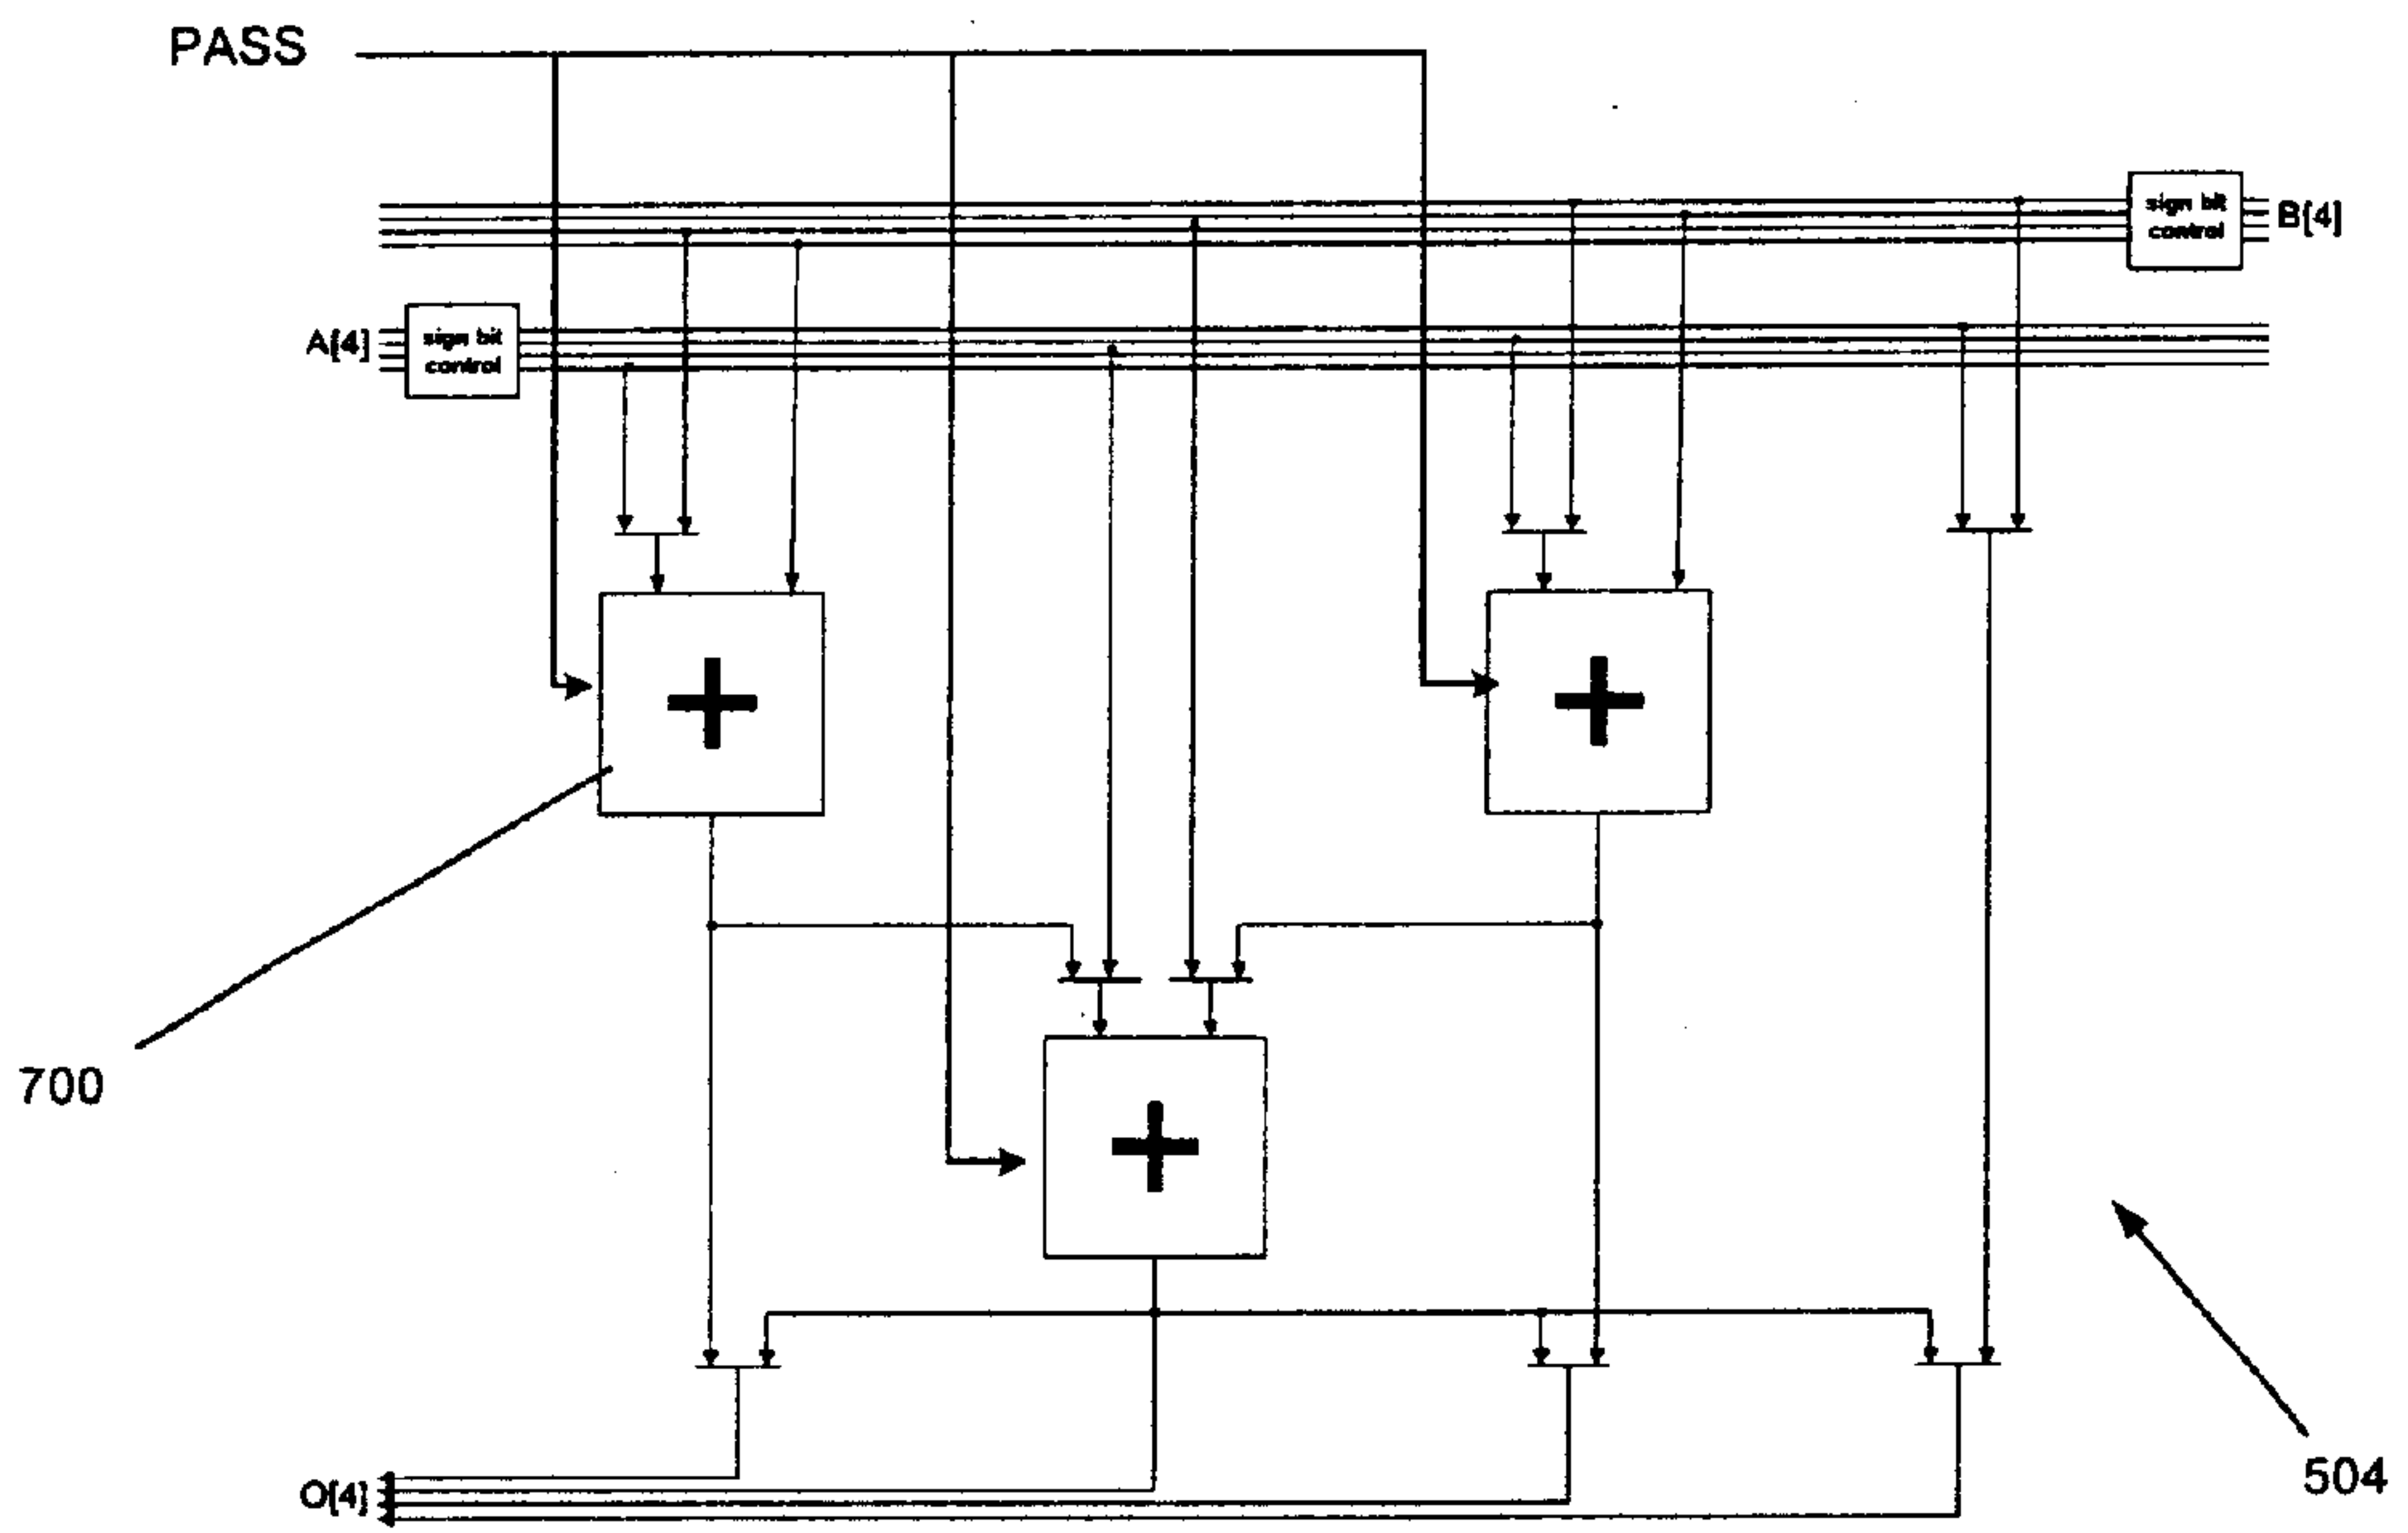 PASS
sign bit
control
B[4]
A[4]
sign bit
control
+
+
700
+
504
O[4]